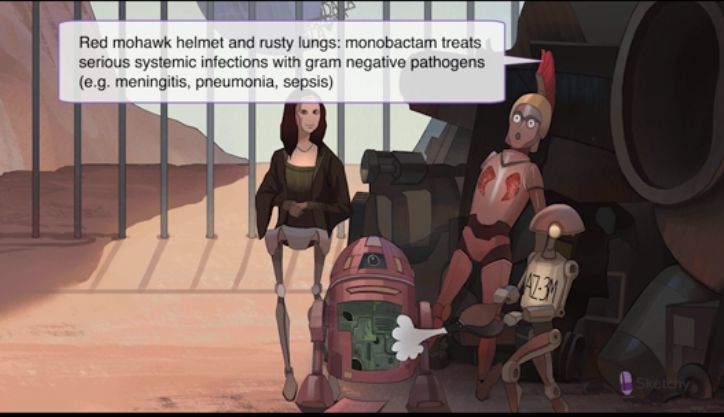 Red mohawk helmet and rusty lungs: monobactam treats
serious systemic infections with gram negative pathogens
(e.g. meningitis, pneumonia, sepsis)
AZ-3M
Sketchy